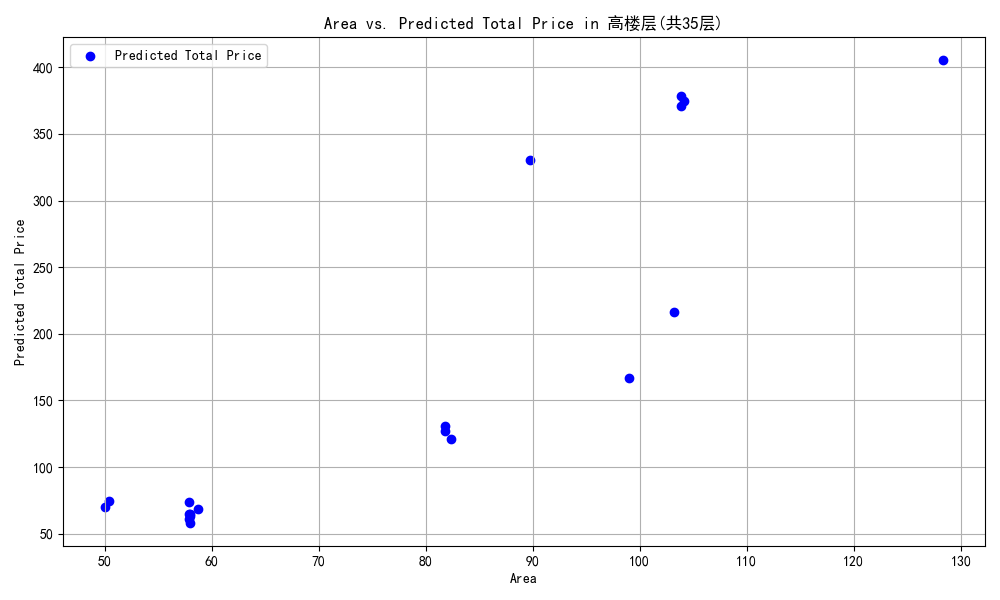 Area vs. Predicted Total Price in 高楼层(共35层)
Predicted Total Price
Predicted Total Price
400
350
300
250
200
150
100
50
50 60 70 80 90 100 110 120 130
Area